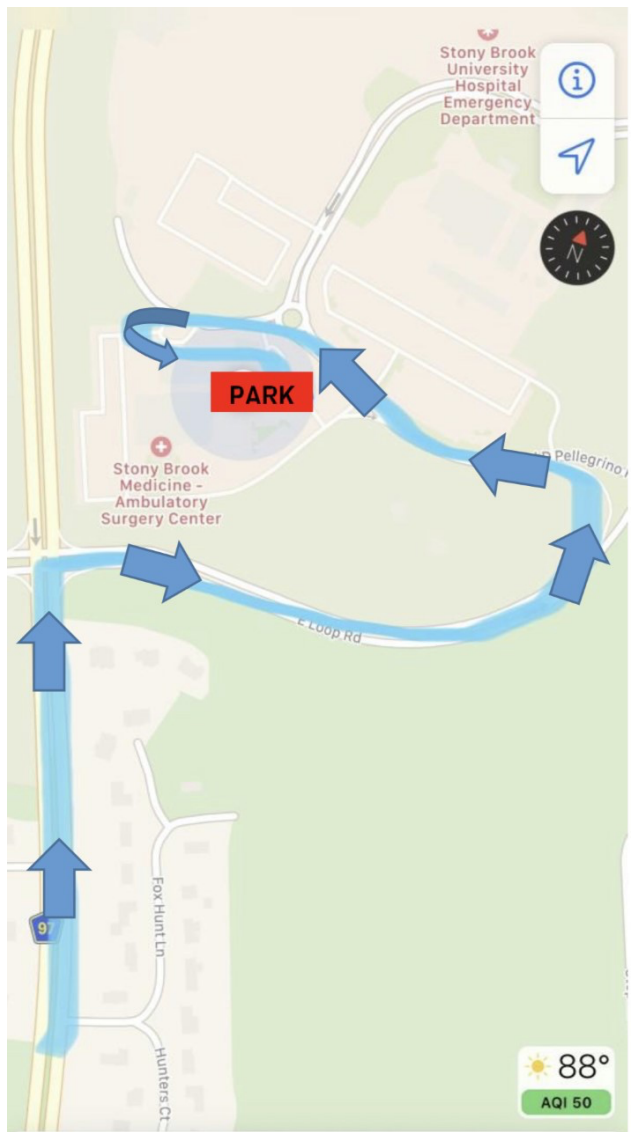 Stony Brook
University
Hospital
Emergency
Department
N
PARK
Pellegrino
Stony Brook
Medicine -
Ambulatory
Surgery Center
E Loop Rd
Fox Hunt Ln
97
Hunters Ct
88°
AQI 50